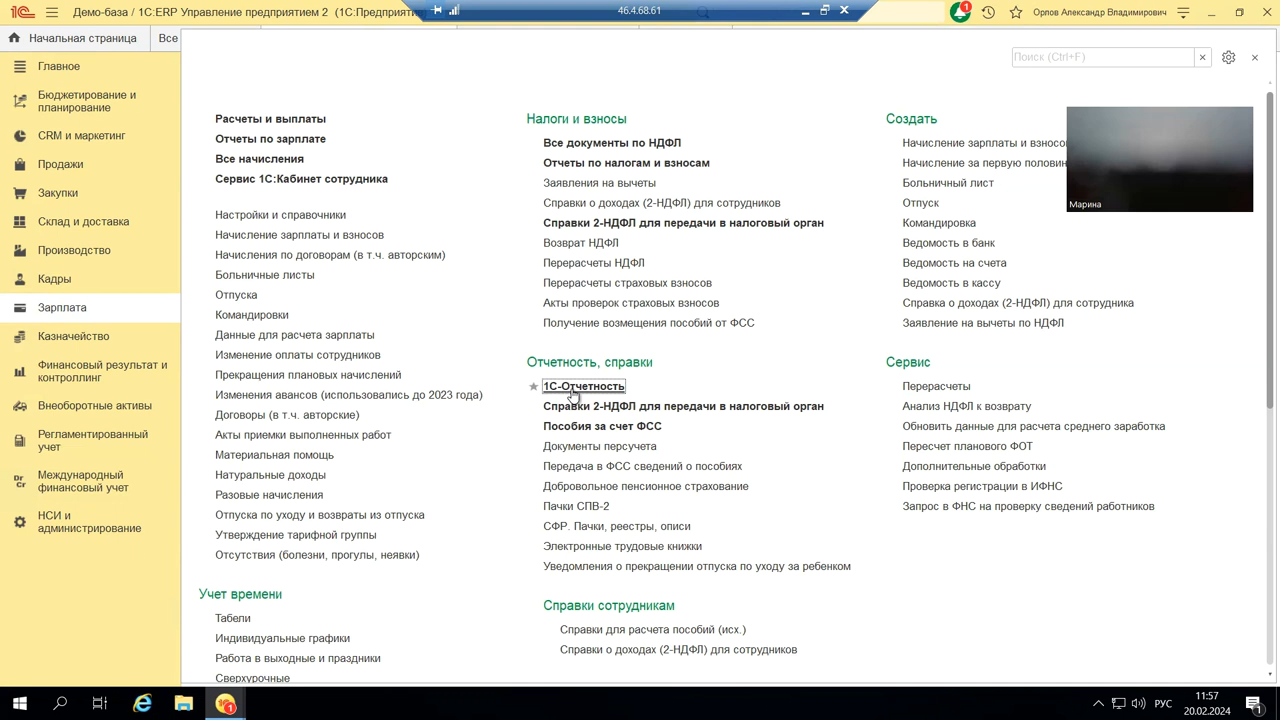 1С Демо-база / 1С:ERP Управление предприятием 2 (1С:Предприяти
46.4.68.61
1
Орлов Александр Владимирович
Начальная страница
Все
Поиск (Ctrl+F)
Главное
Бюджетирование и
планирование
CRM и маркетинг
Продажи
Закупки
Склад и доставка
Производство
Кадры
Зарплата
Казначейство
Финансовый результат и
контроллинг
Внеоборотные активы
Регламентированный
учет
Международный
финансовый учет
НСИ и
администрирование
Расчеты и выплаты
Отчеты по зарплате
Все начисления
Сервис 1С:Кабинет сотрудника
Настройки и справочники
Начисление зарплаты и взносов
Начисления по договорам (в т.ч. авторским)
Больничные листы
Отпуска
Командировки
Данные для расчета зарплаты
Изменение оплаты сотрудников
Прекращения плановых начислений
Изменения авансов (использовались до 2023 года)
Договоры (в т.ч. авторские)
Акты приемки выполненных работ
Материальная помощь
Натуральные доходы
Разовые начисления
Отпуска по уходу и возвраты из отпуска
Утверждение тарифной группы
Отсутствия (болезни, прогулы, неявки)
Учет времени
Табели
Индивидуальные графики
Работа в выходные и праздники
Сверхурочные
Налоги и взносы
Все документы по НДФЛ
Отчеты по налогам и взносам
Заявления на вычеты
Справки о доходах (2-НДФЛ) для сотрудников
Справки 2-НДФЛ для передачи в налоговый орган
Возврат НДФЛ
Перерасчеты НДФЛ
Перерасчеты страховых взносов
Акты проверок страховых взносов
Получение возмещения пособий от ФСС
Отчетность, справки
1С-Отчетность
Справки 2-НДФЛ для передачи в налоговый орган
Пособия за счет ФСС
Документы персучета
Передача в ФСС сведений о пособиях
Добровольное пенсионное страхование
Пачки СПВ-2
СФР. Пачки, реестры, описи
Электронные трудовые книжки
Уведомления о прекращении отпуска по уходу за ребенком
Справки сотрудникам
Справки для расчета пособий (исх.)
Справки о доходах (2-НДФЛ) для сотрудников
Создать
Начисление зарплаты и взносо
Начисление за первую половин
Больничный лист
Отпуск
Командировка
Ведомость в банк
Ведомость на счета
Ведомость в кассу
Справка о доходах (2-НДФЛ) для сотрудника
Заявление на вычеты по НДФЛ
Сервис
Перерасчеты
Анализ НДФЛ к возврату
Обновить данные для расчета среднего заработка
Пересчет планового ФОТ
Дополнительные обработки
Проверка регистрации в ИФНС
Запрос в ФНС на проверку сведений работников
Марина
1
РУС
11:57
20.02.2024
1